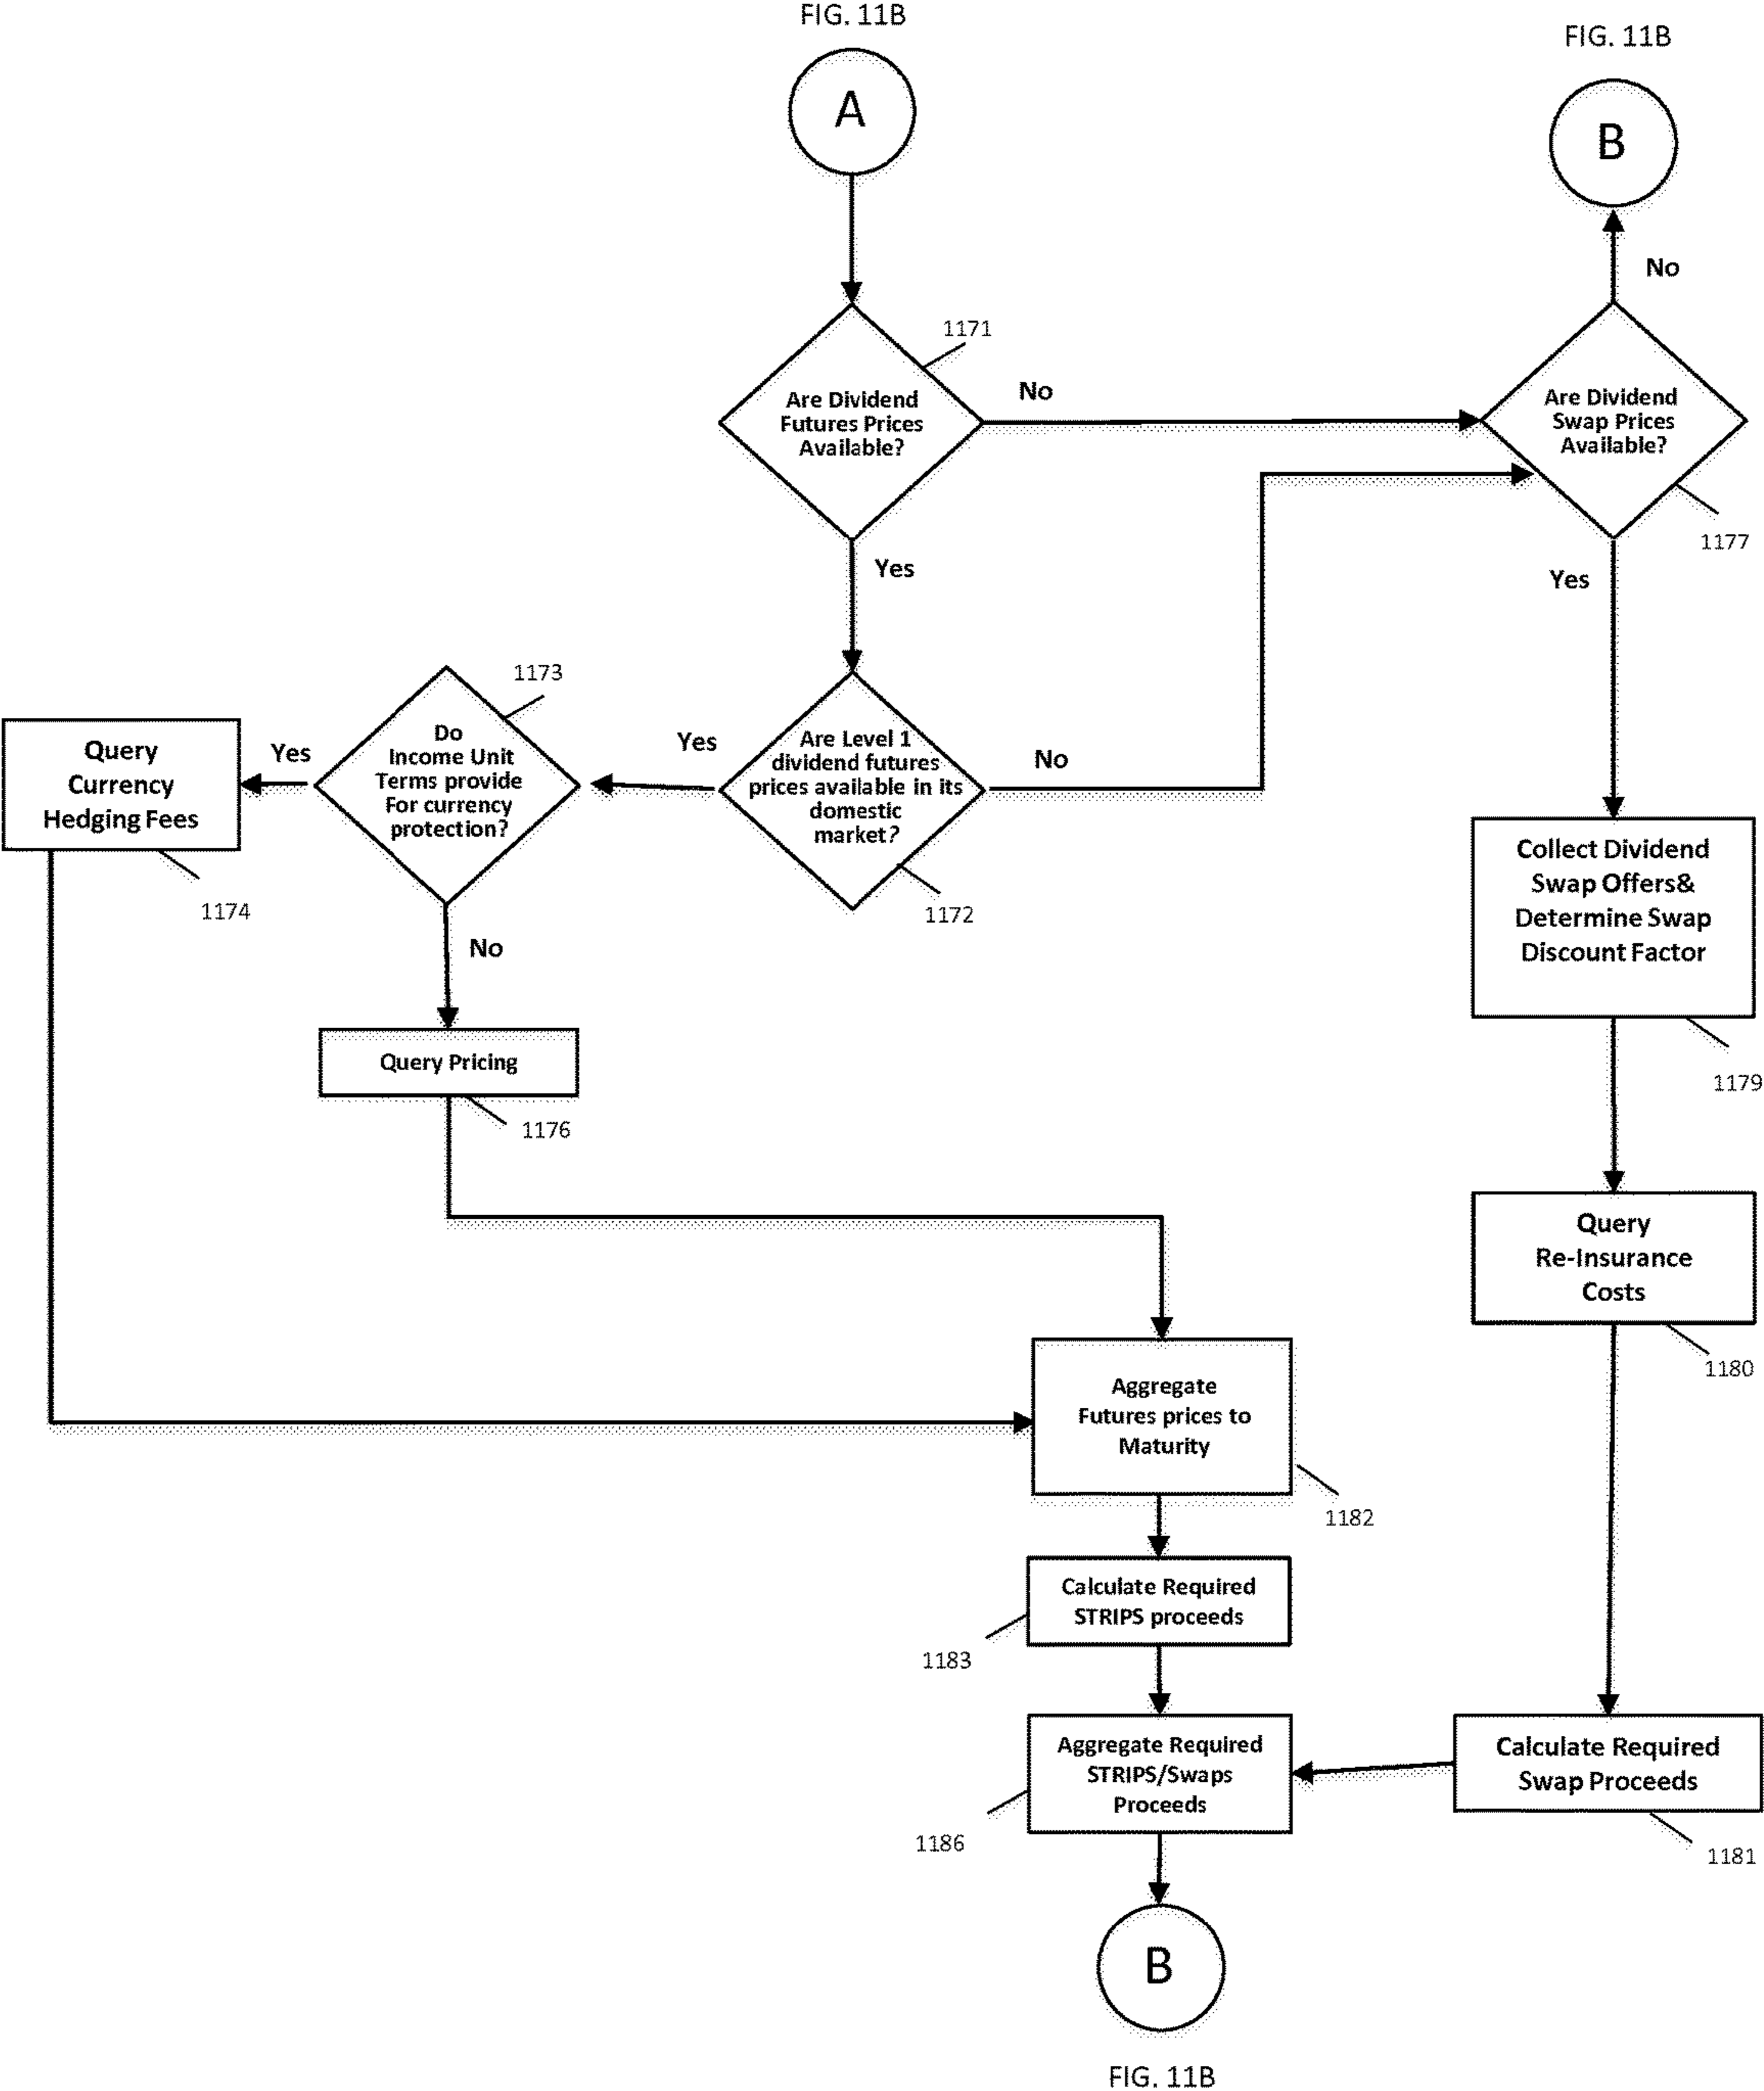 FIG. 11B
FIG. 11B
A
B
No
1171
Are Dividend
Futures Prices
Available?
No
Are Dividend
Swap Prices
Available?
1177
Yes
Yes
1173
Do
Income Unit
Terms provide
For currency
protection?
Yes
Query
Currency
Hedging Fees
1174
Yes
Are Level 1
dividend futures
prices available in its
domestic
market?
No
1172
Collect Dividend
Swap Offers&
Determine Swap
Discount Factor
1179
No
Query Pricing
1176
Query
Re-Insurance
Costs
1180
Aggregate
Futures prices to
Maturity
1182
Calculate Required
STRIPS proceeds
1183
Aggregate Required
STRIPS/Swaps
Proceeds
1186
Calculate Required
Swap Proceeds
1181
B
FIG. 11B